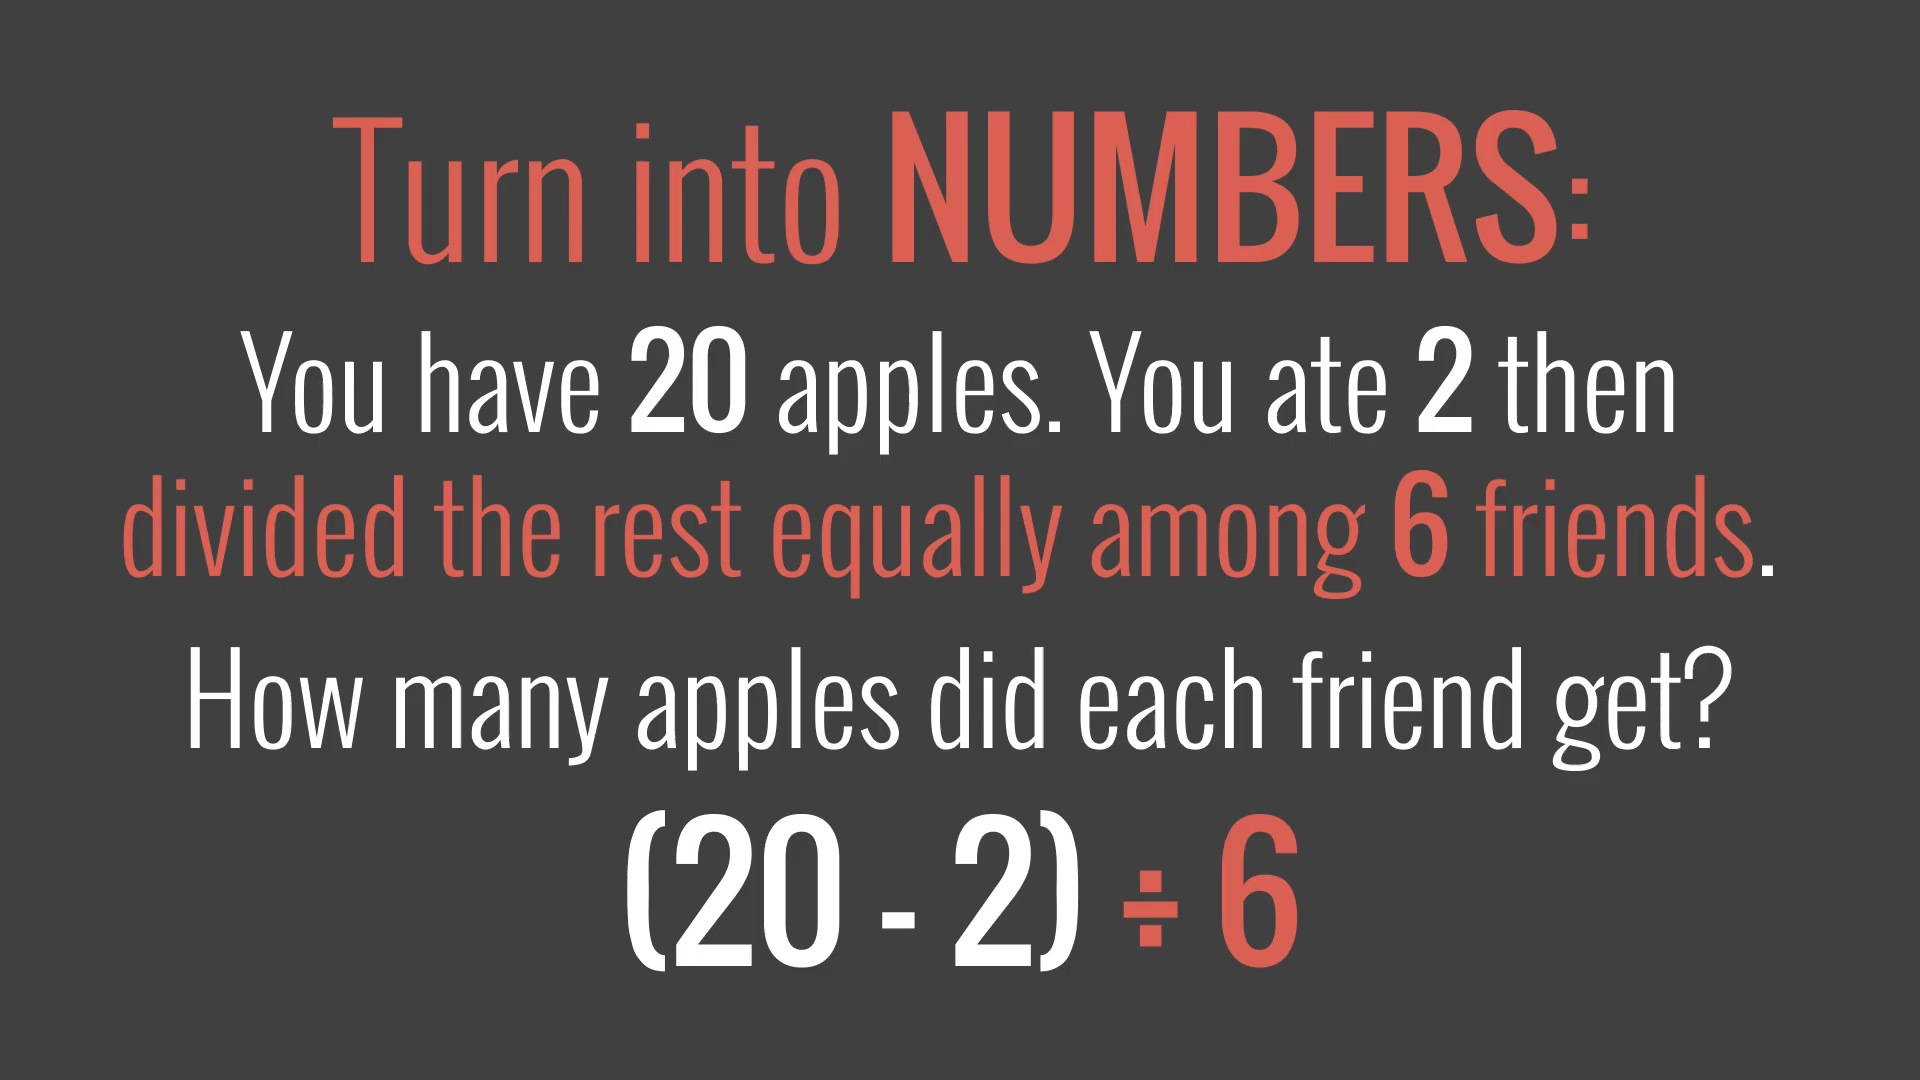 Turn into NUMBERS:
You have 20 apples. You ate 2 then
divided the rest equally among 6 friends.
How many apples did each friend get?
(20 - 2) ÷ 6